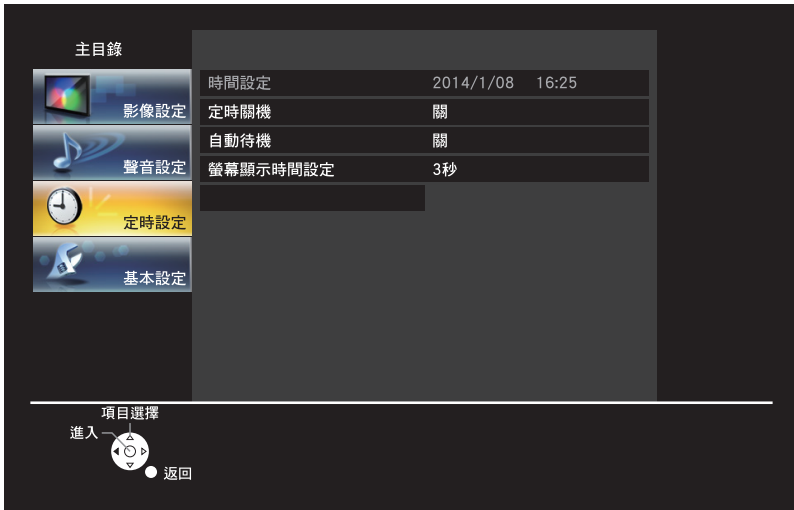 主目錄
影像設定
聲音設定
定時設定
基本設定
時間設定 2014/1/08 16:25
定時關機 關
自動待機 關
螢幕顯示時間設定 3秒
項目選擇
進入
返回